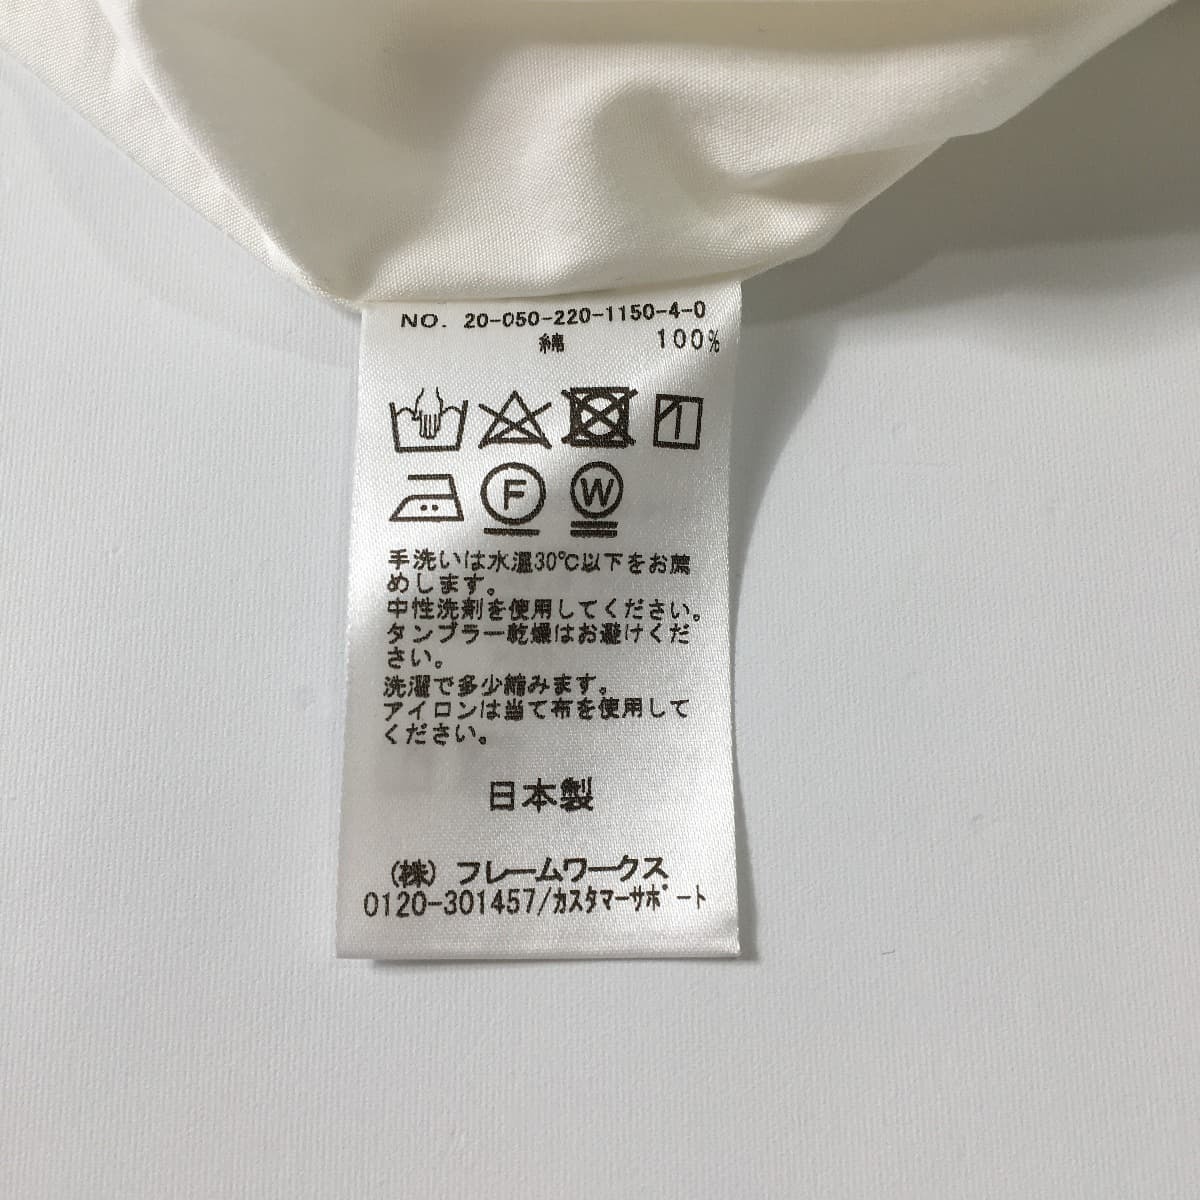 NO. 20-050-220-1150-4-0
綿 100%
F W
手洗いは水温30℃以下をお薦
めします。
中性洗剤を使用してください。
タンブラー乾燥はお避けくだ
さい。
洗濯で多少縮みます。
アイロンは当て布を使用して
ください。
日本製
(株) フレームワークス
0120-301457/カスタマーサポート